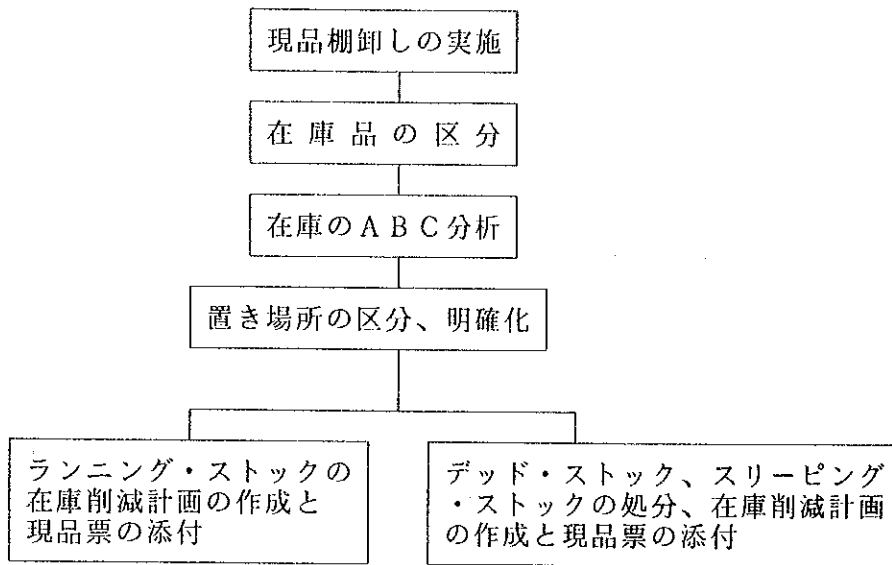 現品棚卸しの実施
在庫品の区分
在庫のABC分析
置き場所の区分、明確化
ランニング・ストックの
在庫削減計画の作成と
現品票の添付
デッド・ストック、スリーピング
・ストックの処分、在庫削減計画
の作成と現品票の添付